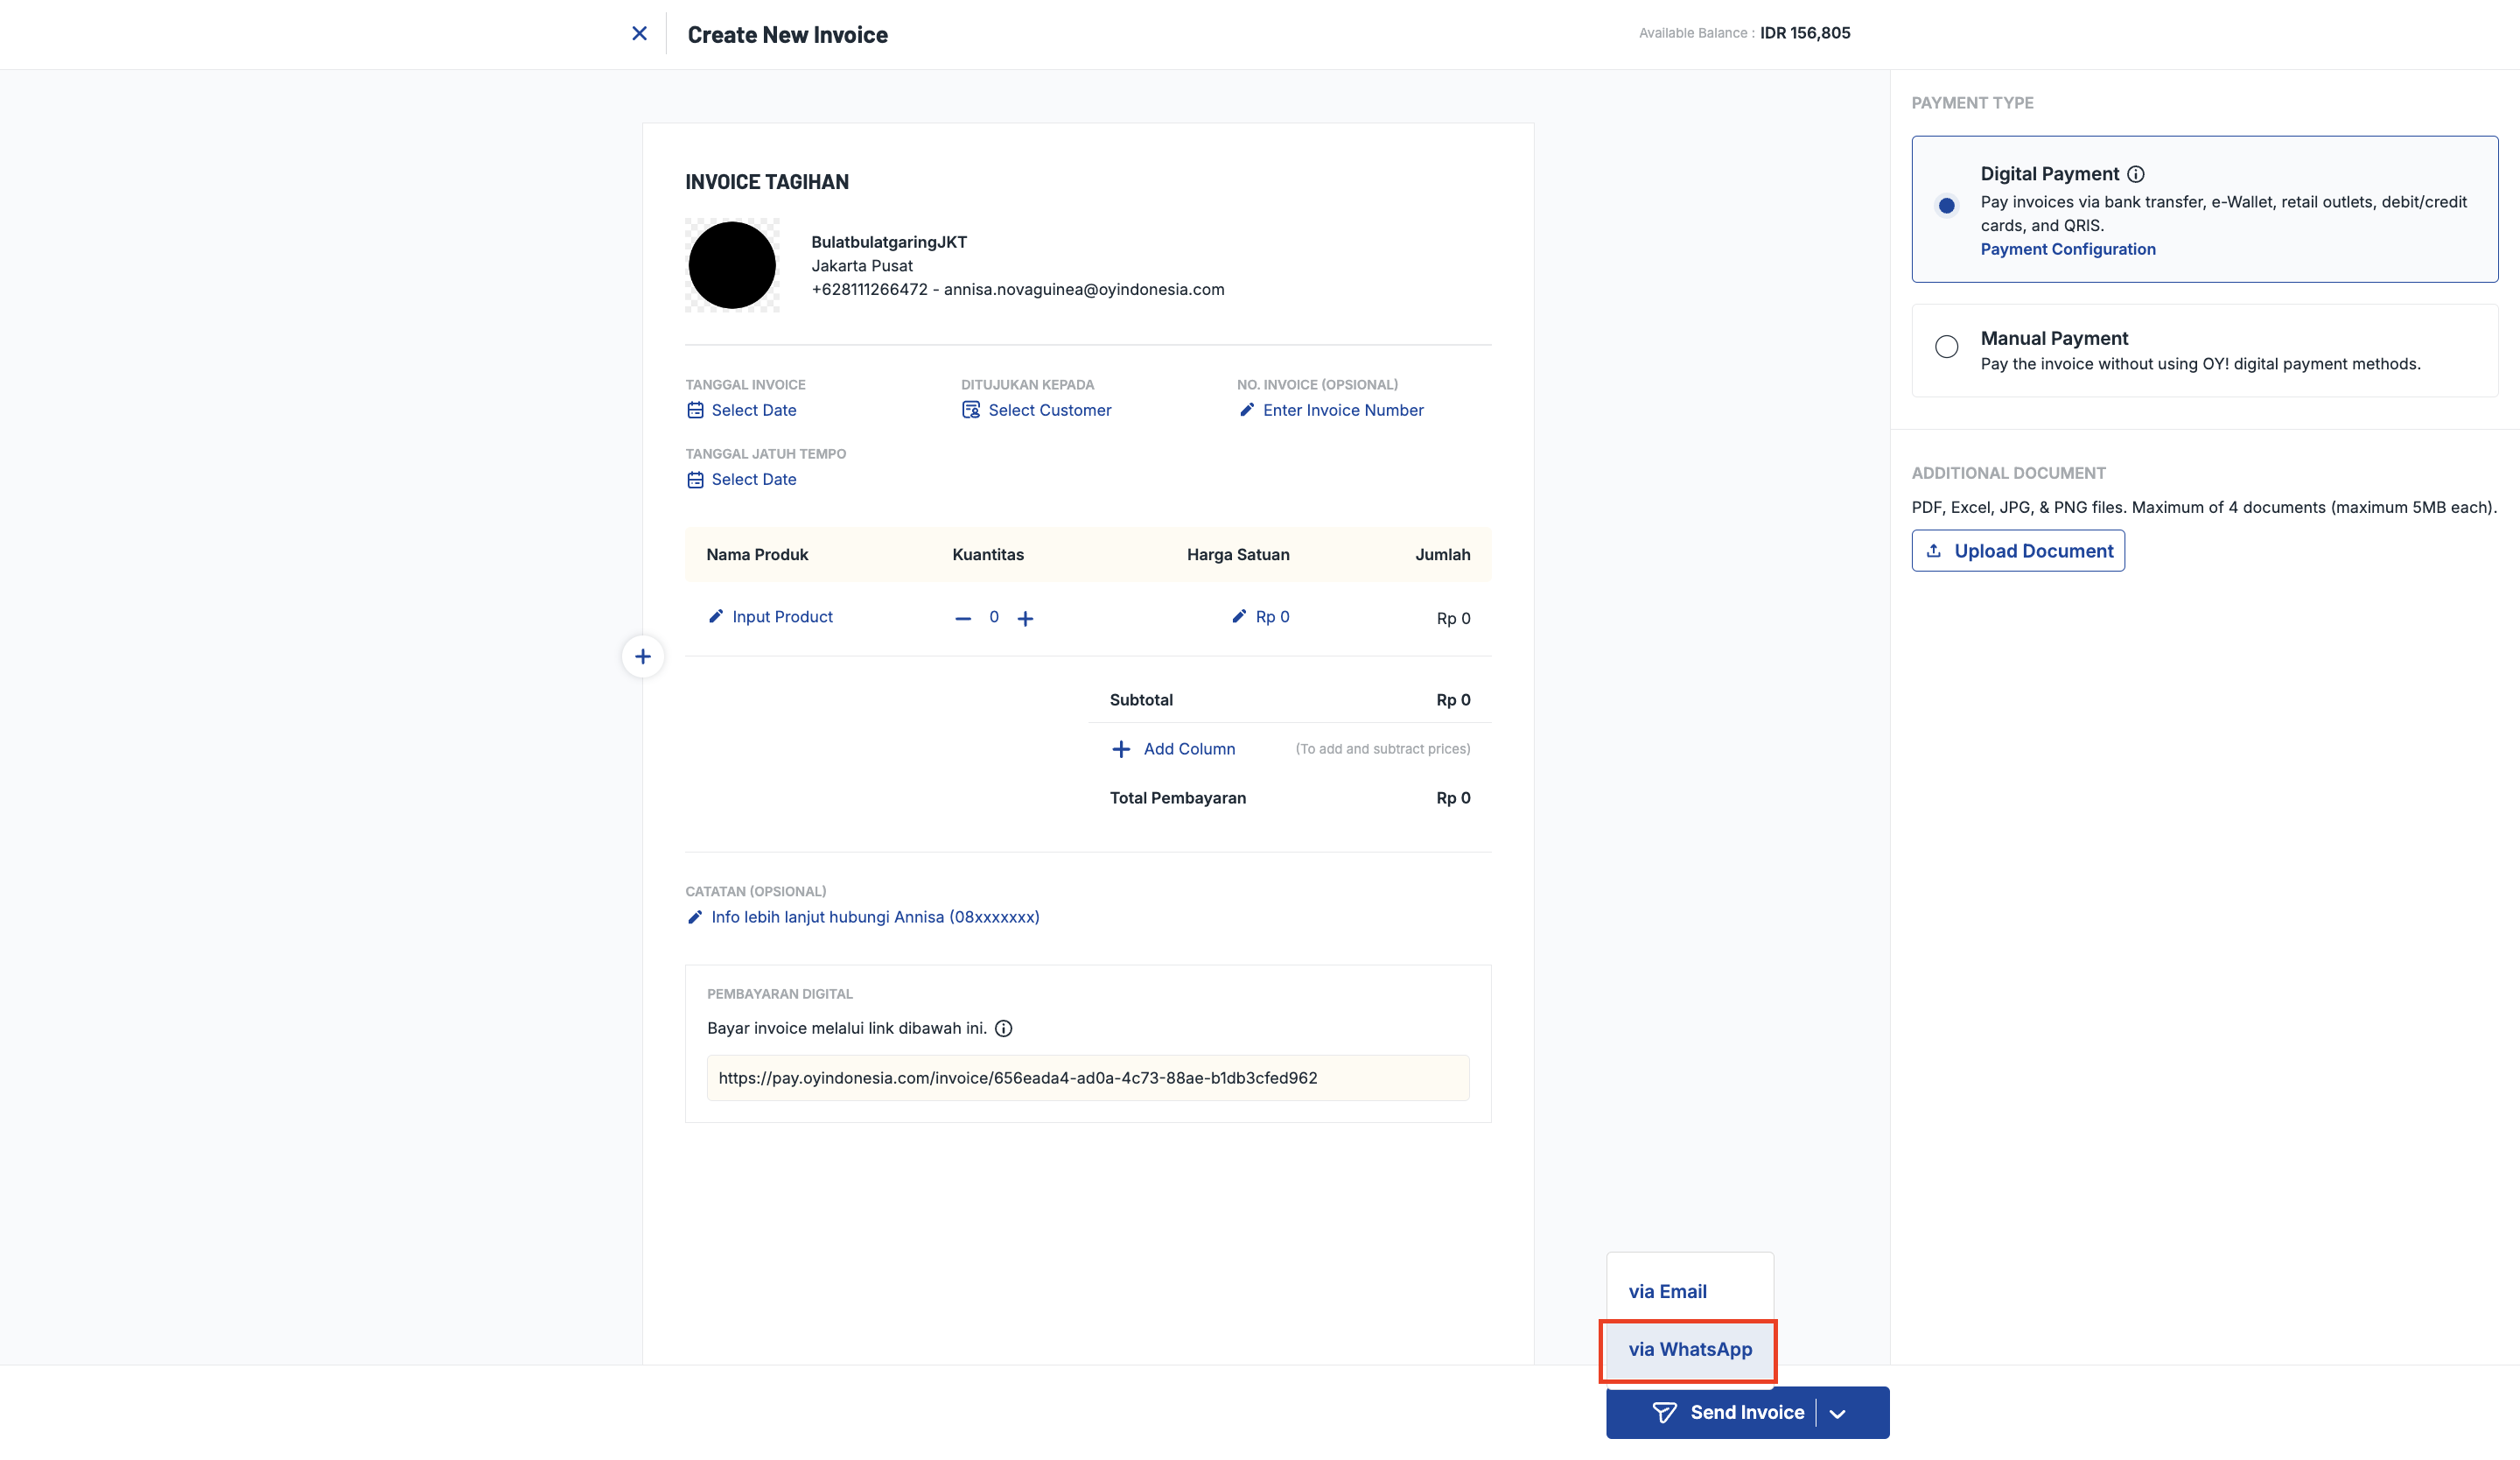 Create New Invoice
Available Balance : IDR 156,805
INVOICE TAGIHAN
BulatbulatgaringJKT
Jakarta Pusat
+628111266472 - annisa.novaguinea@oyindonesia.com
TANGGAL INVOICE
Select Date
DITUJUKAN KEPADA
Select Customer
NO. INVOICE (OPSIONAL)
Enter Invoice Number
TANGGAL JATUH TEMPO
Select Date
Nama Produk Kuantitas Harga Satuan Jumlah
Input Product 0 Rp 0 Rp 0
Subtotal Rp 0
Add Column (To add and subtract prices)
Total Pembayaran Rp 0
CATATAN (OPSIONAL)
Info lebih lanjut hubungi Annisa (08xxxxxxx)
PEMBAYARAN DIGITAL
Bayar invoice melalui link dibawah ini.
https://pay.oyindonesia.com/invoice/656eada4-ad0a-4c73-88ae-b1db3cfed962
PAYMENT TYPE
Digital Payment
Pay invoices via bank transfer, e-Wallet, retail outlets, debit/credit
cards, and QRIS.
Payment Configuration
Manual Payment
Pay the invoice without using OY! digital payment methods.
ADDITIONAL DOCUMENT
PDF, Excel, JPG, & PNG files. Maximum of 4 documents (maximum 5MB each).
Upload Document
via Email
via WhatsApp
Send Invoice